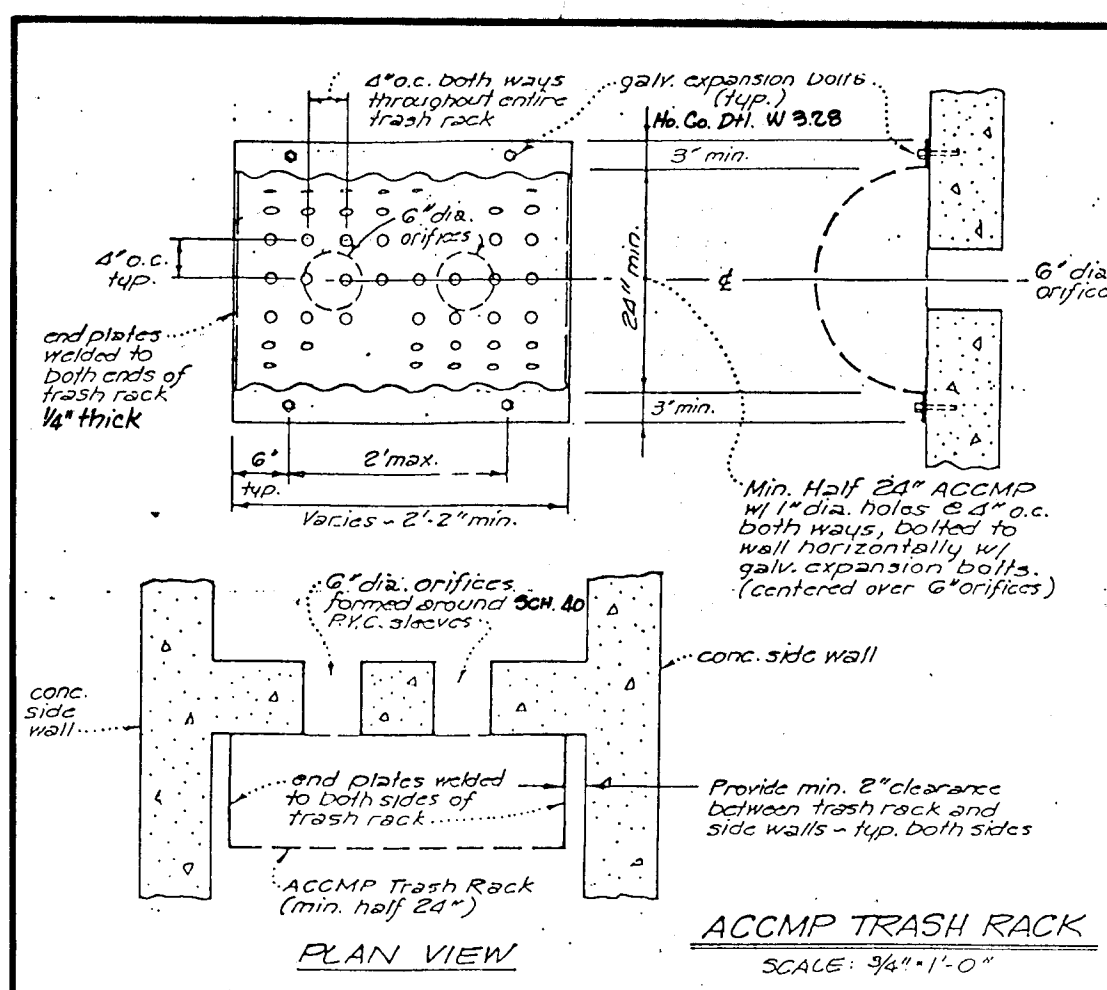 4" o.c. both ways
throughout entire
trash rack
galv. expansion bolts
(typ.)
Ho. Co. Dtl. W 3.28
3" min.
6" dia.
orifices
4" o.c.
typ.
24" min.
℄
6" dia.
orifice
end plates
welded to
both ends of
trash rack
1/4" thick
3" min.
6"
typ.
2' max.
Varies ~ 2'-2" min.
Min. Half 24" ACCMP
w/ 1" dia. holes @ 4" o.c.
both ways, bolted to
wall horizontally w/
galv. expansion bolts.
(centered over 6" orifices)
6" dia. orifices
formed around SCH. 40
P.V.C. sleeves
conc. side wall
conc.
side
wall
end plates welded
to both sides of
trash rack
Provide min. 2" clearance
between trash rack and
side walls ~ typ. both sides
ACCMP Trash Rack
(min. half 24")
PLAN VIEW
ACCMP TRASH RACK
SCALE: 3/4" = 1'-0"